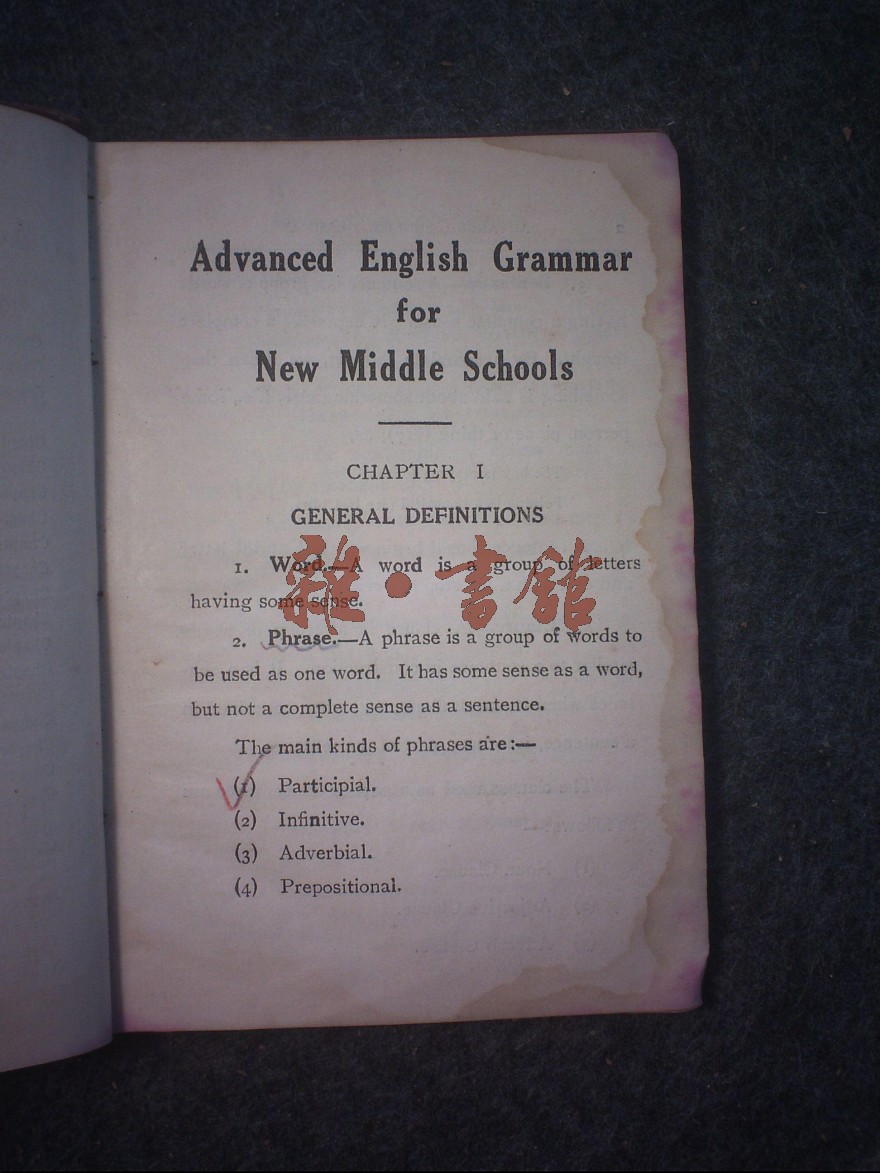 Advanced English Grammar
for
New Middle Schools
CHAPTER I
GENERAL DEFINITIONS
1. Word.—A word is a group of letters
having some sense.
雜·書館
2. Phrase.—A phrase is a group of words to
be used as one word. It has some sense as a word,
but not a complete sense as a sentence.
The main kinds of phrases are:—
(1) Participial.
(2) Infinitive.
(3) Adverbial.
(4) Prepositional.